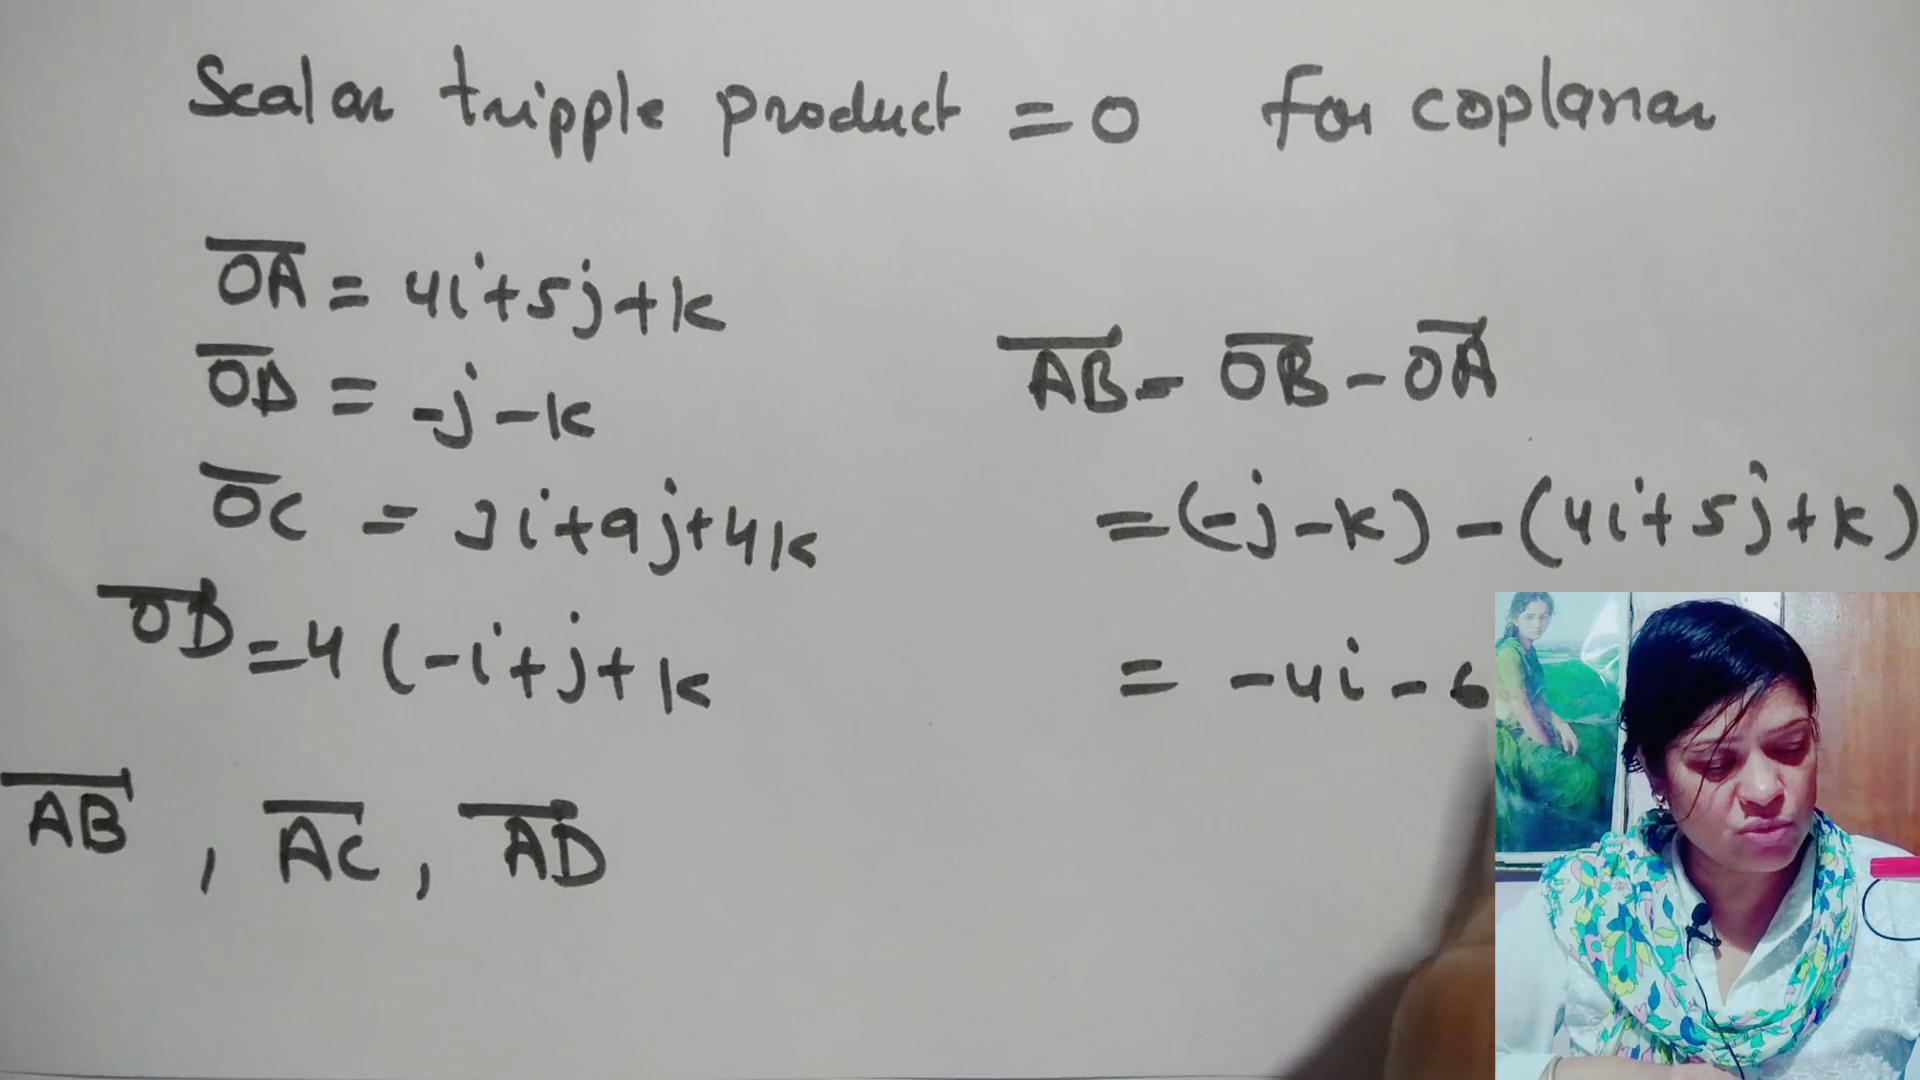 Scalar tripple product = 0 for coplanar
OA = 4i+5j+k
OB = -j-k
OC = 3i+9j+4k
OD = 4(-i+j+k
AB, AC, AD
AB = OB - OA
= (-j-k) - (4i+5j+k)
= -4i-6